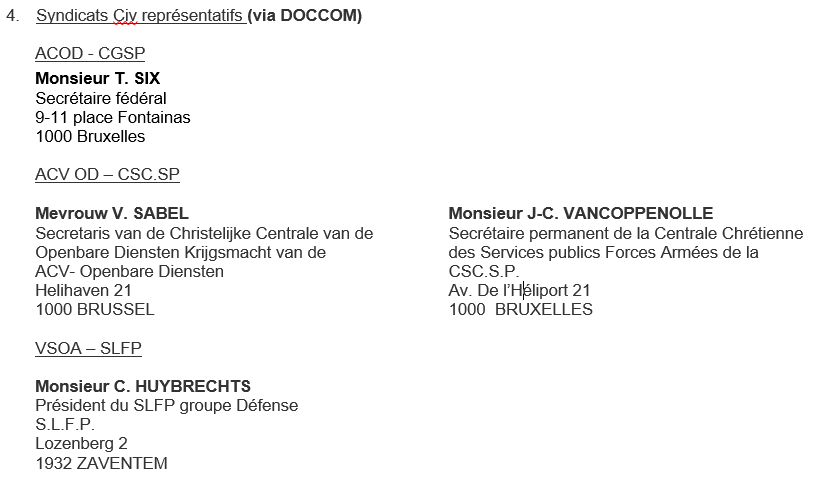 4. Syndicats Civ représentatifs (via DOCCOM)
ACOD - CGSP
Monsieur T. SIX
Secrétaire fédéral
9-11 place Fontainas
1000 Bruxelles
ACV OD – CSC.SP
Mevrouw V. SABEL
Secretaris van de Christelijke Centrale van de
Openbare Diensten Krijgsmacht van de
ACV- Openbare Diensten
Helihaven 21
1000 BRUSSEL
Monsieur J-C. VANCOPPENOLLE
Secrétaire permanent de la Centrale Chrétienne
des Services publics Forces Armées de la
CSC.S.P.
Av. De l’Héliport 21
1000  BRUXELLES
VSOA – SLFP
Monsieur C. HUYBRECHTS
Président du SLFP groupe Défense
S.L.F.P.
Lozenberg 2
1932 ZAVENTEM